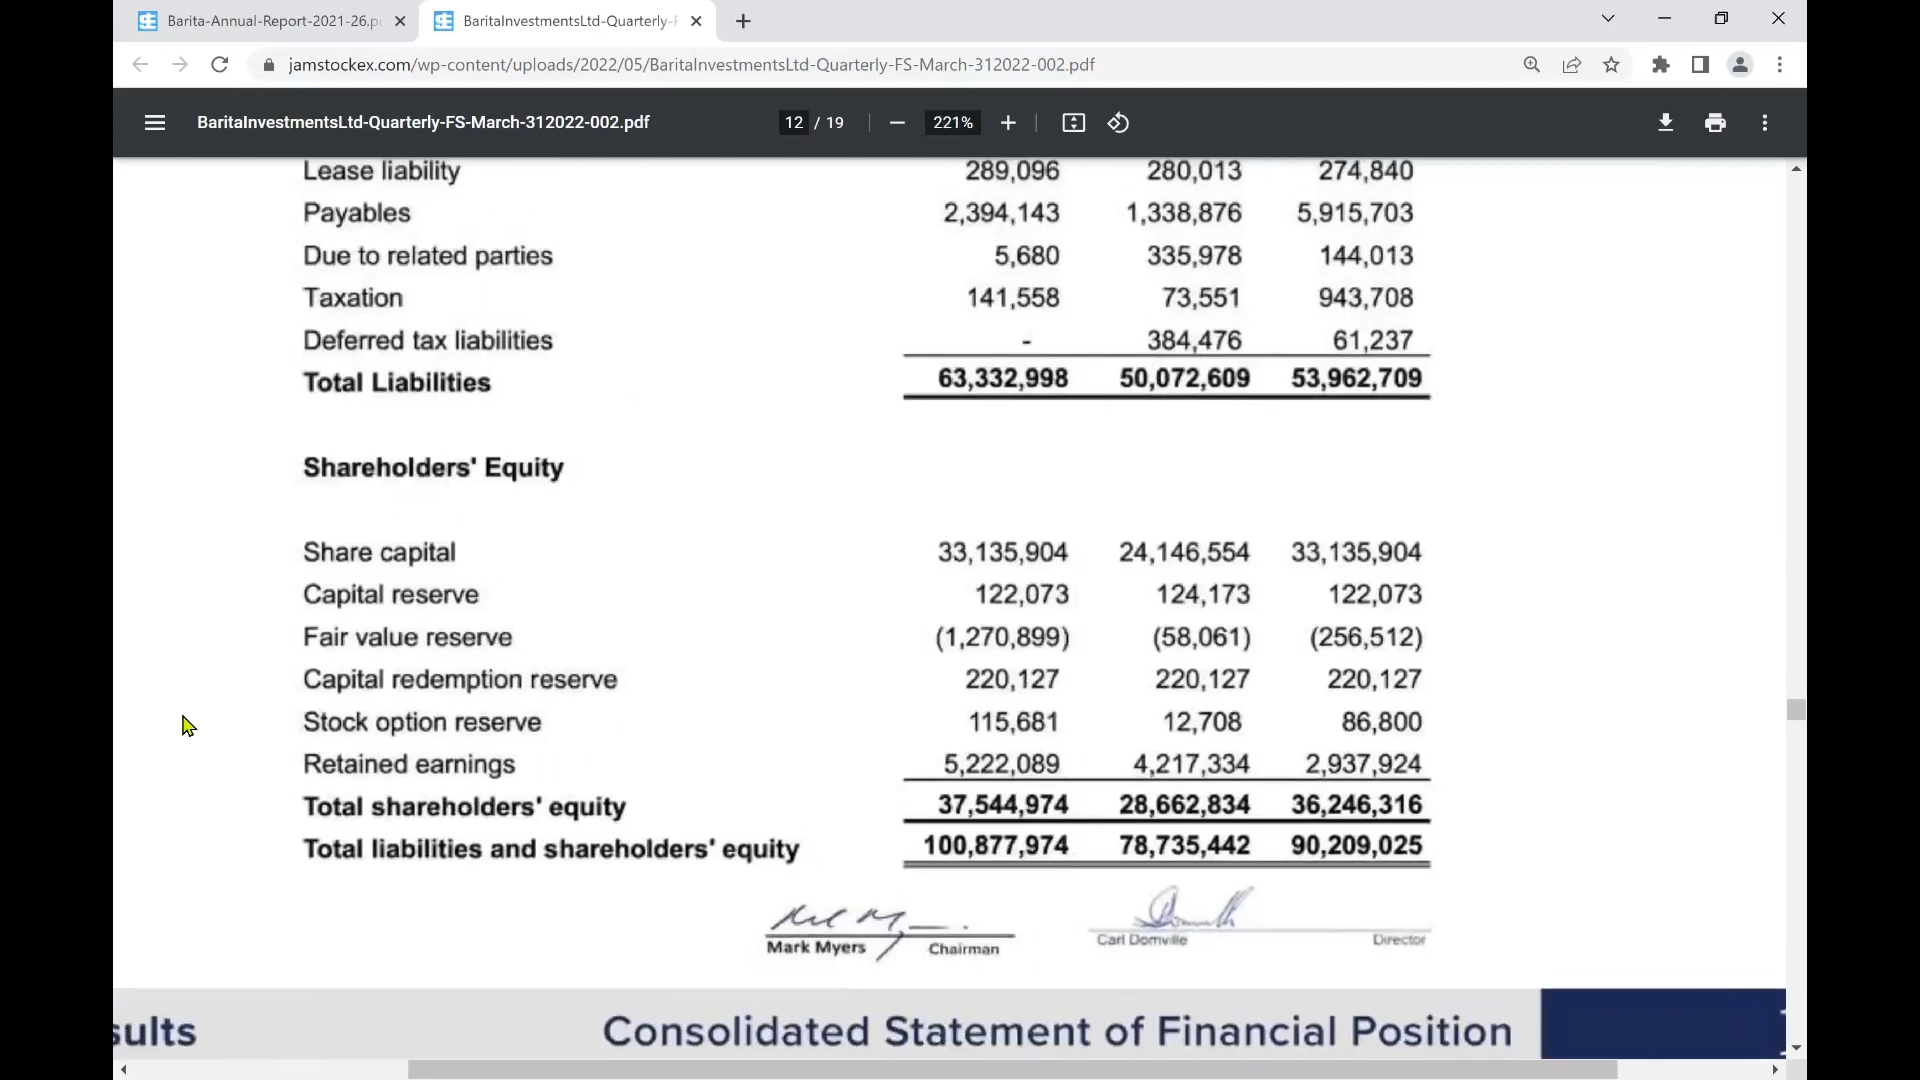 Barita-Annual-Report-2021-26.p
BaritaInvestmentsLtd-Quarterly-F
jamstockex.com/wp-content/uploads/2022/05/BaritaInvestmentsLtd-Quarterly-FS-March-312022-002.pdf
BaritaInvestmentsLtd-Quarterly-FS-March-312022-002.pdf 12 / 19 221%
Lease liability 289,096 280,013 274,840
Payables 2,394,143 1,338,876 5,915,703
Due to related parties 5,680 335,978 144,013
Taxation 141,558 73,551 943,708
Deferred tax liabilities - 384,476 61,237
Total Liabilities 63,332,998 50,072,609 53,962,709
Shareholders' Equity
Share capital 33,135,904 24,146,554 33,135,904
Capital reserve 122,073 124,173 122,073
Fair value reserve (1,270,899) (58,061) (256,512)
Capital redemption reserve 220,127 220,127 220,127
Stock option reserve 115,681 12,708 86,800
Retained earnings 5,222,089 4,217,334 2,937,924
Total shareholders' equity 37,544,974 28,662,834 36,246,316
Total liabilities and shareholders' equity 100,877,974 78,735,442 90,209,025
Mark Myers Chairman Carl Domville Director
sults Consolidated Statement of Financial Position